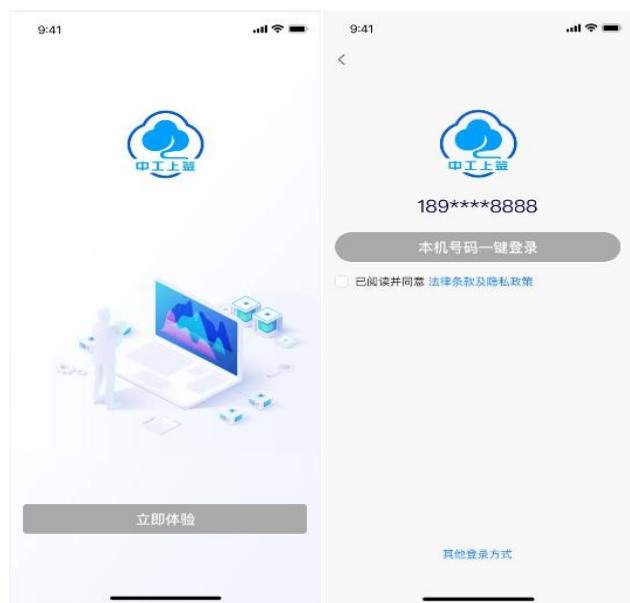 9:41
中工上荃
立即体验
9:41
中工上荃
189****8888
本机号码一键登录
已阅读并同意 法律条款及隐私政策
其他登录方式